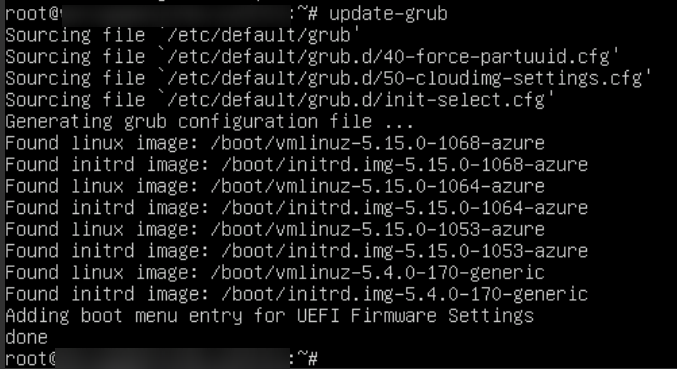 root@ :~# update-grub
Sourcing file `/etc/default/grub'
Sourcing file `/etc/default/grub.d/40-force-partuuid.cfg'
Sourcing file `/etc/default/grub.d/50-cloudimg-settings.cfg'
Sourcing file `/etc/default/grub.d/init-select.cfg'
Generating grub configuration file ...
Found linux image: /boot/vmlinuz-5.15.0-1068-azure
Found initrd image: /boot/initrd.img-5.15.0-1068-azure
Found linux image: /boot/vmlinuz-5.15.0-1064-azure
Found initrd image: /boot/initrd.img-5.15.0-1064-azure
Found linux image: /boot/vmlinuz-5.15.0-1053-azure
Found initrd image: /boot/initrd.img-5.15.0-1053-azure
Found linux image: /boot/vmlinuz-5.4.0-170-generic
Found initrd image: /boot/initrd.img-5.4.0-170-generic
Adding boot menu entry for UEFI Firmware Settings
done
root@ :~#